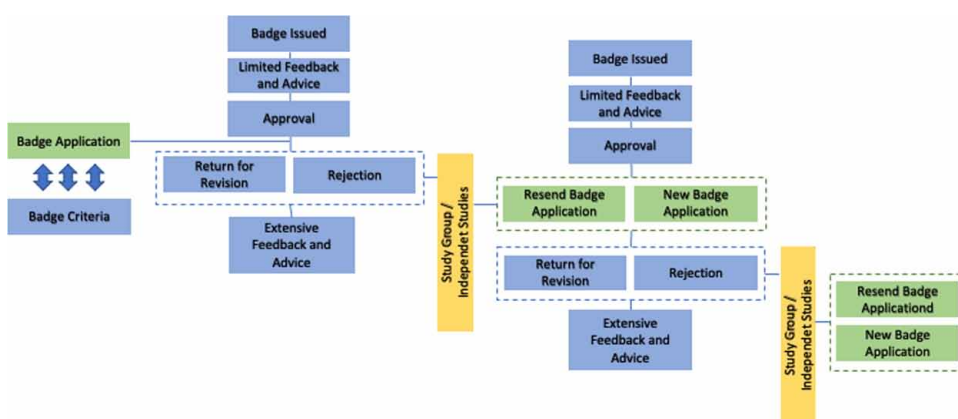 Badge Issued
Limited Feedback
and Advice
Approval
Badge Application
Badge Criteria
Return for
Revision
Rejection
Extensive
Feedback and
Advice
Study Group /
Independet Studies
Badge Issued
Limited Feedback
and Advice
Approval
Resend Badge
Application
New Badge
Application
Return for
Revision
Rejection
Extensive
Feedback and
Advice
Study Group /
Independet Studies
Resend Badge
Applicationd
New Badge
Application